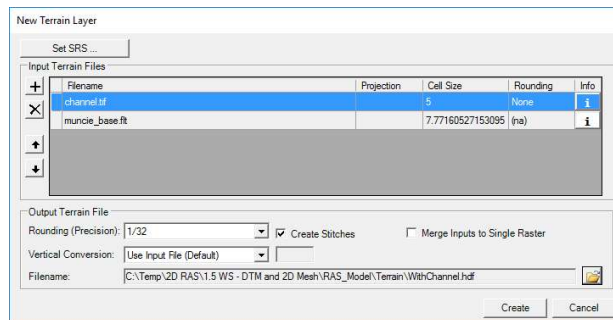 New Terrain Layer
Set SRS ...
Input Terrain Files
Filename Projection Cell Size Rounding Info
channel.tif 5 None i
muncie_base.flt 7.77160527153095 (na) i
Output Terrain File
Rounding (Precision): 1/32 Create Stitches Merge Inputs to Single Raster
Vertical Conversion: Use Input File (Default)
Filename: C:\Temp\2D RAS\1.5 WS - DTM and 2D Mesh\RAS_Model\Terrain\WithChannel.hdf
Create Cancel